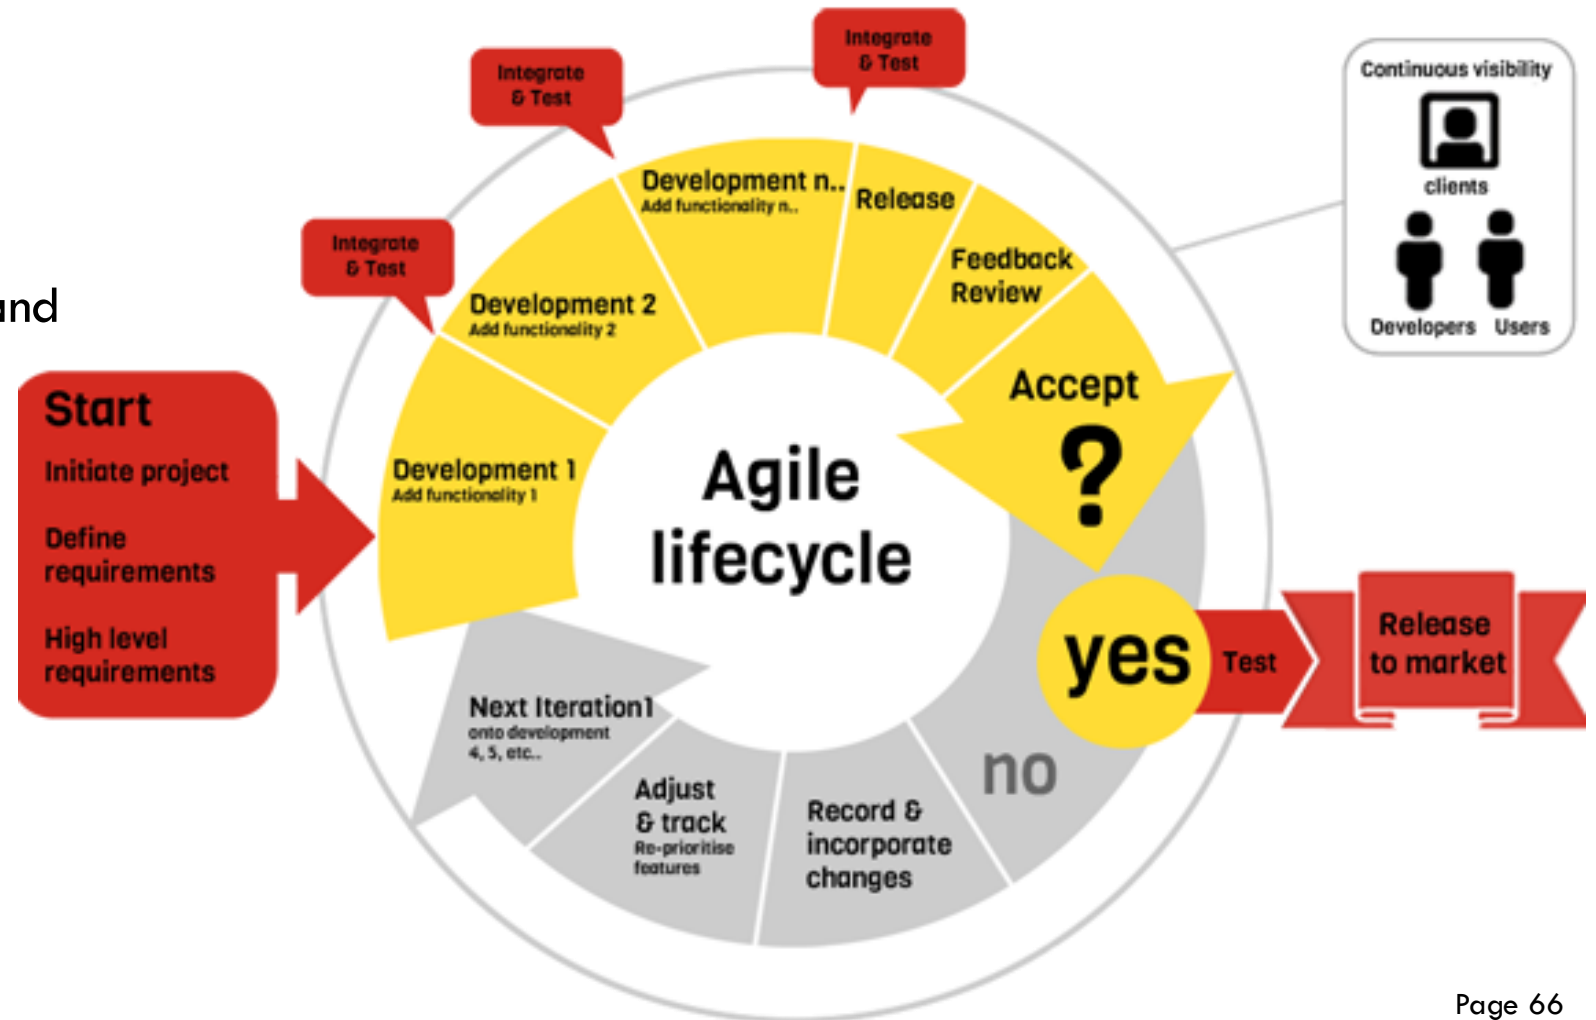 and
Start
Initiate project
Define
requirements
High level
requirements
Integrate
& Test
Integrate
& Test
Integrate
& Test
Development 1
Add functionality 1
Development 2
Add functionality 2
Development n..
Add functionality n..
Release
Feedback
Review
Accept
?
Agile
lifecycle
yes
Test
Release
to market
no
Record &
incorporate
changes
Adjust
& track
Re-prioritise
features
Next Iteration1
onto development
4, 5, etc..
Continuous visibility
clients
Developers Users
Page 66